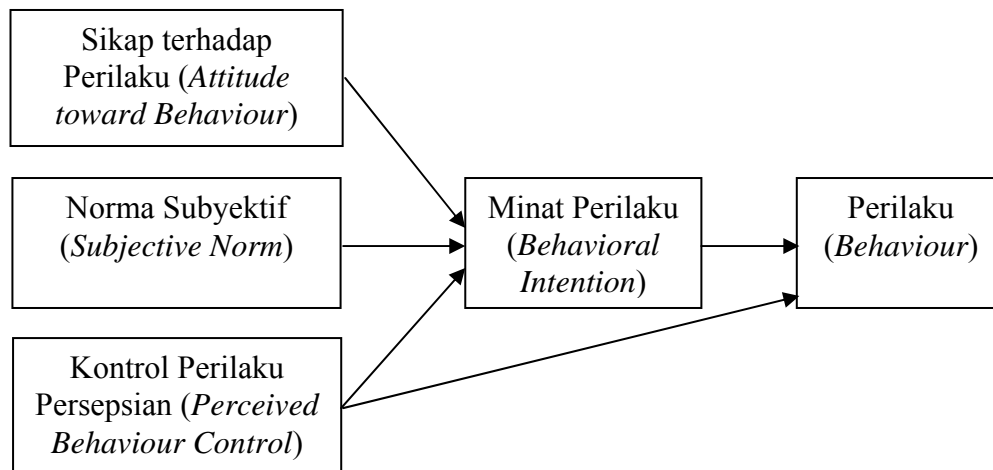 Sikap terhadap
Perilaku (Attitude
toward Behaviour)
Norma Subyektif
(Subjective Norm)
Kontrol Perilaku
Persepsian (Perceived
Behaviour Control)
Minat Perilaku
(Behavioral
Intention)
Perilaku
(Behaviour)